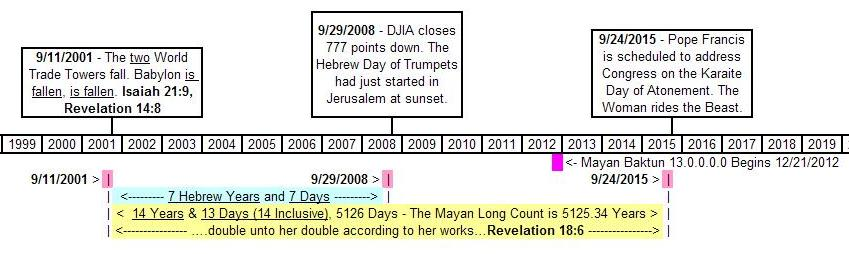 9/11/2001 - The two World
Trade Towers fall. Babylon is
fallen, is fallen. Isaiah 21:9,
Revelation 14:8
9/29/2008 - DJIA closes
777 points down. The
Hebrew Day of Trumpets
had just started in
Jerusalem at sunset.
9/24/2015 - Pope Francis
is scheduled to address
Congress on the Karaite
Day of Atonement. The
Woman rides the Beast.
1999 2000 2001 2002 2003 2004 2005 2006 2007 2008 2009 2010 2011 2012 2013 2014 2015 2016 2017 2018 2019
<- Mayan Baktun 13.0.0.0.0 Begins 12/21/2012
9/11/2001 > | 9/29/2008 > | 9/24/2015 > |
| <--------- 7 Hebrew Years and 7 Days ---------> | |
| < 14 Years & 13 Days (14 Inclusive), 5126 Days - The Mayan Long Count is 5125.34 Years > |
| <---------------- ....double unto her double according to her works...Revelation 18:6 ----------------> |